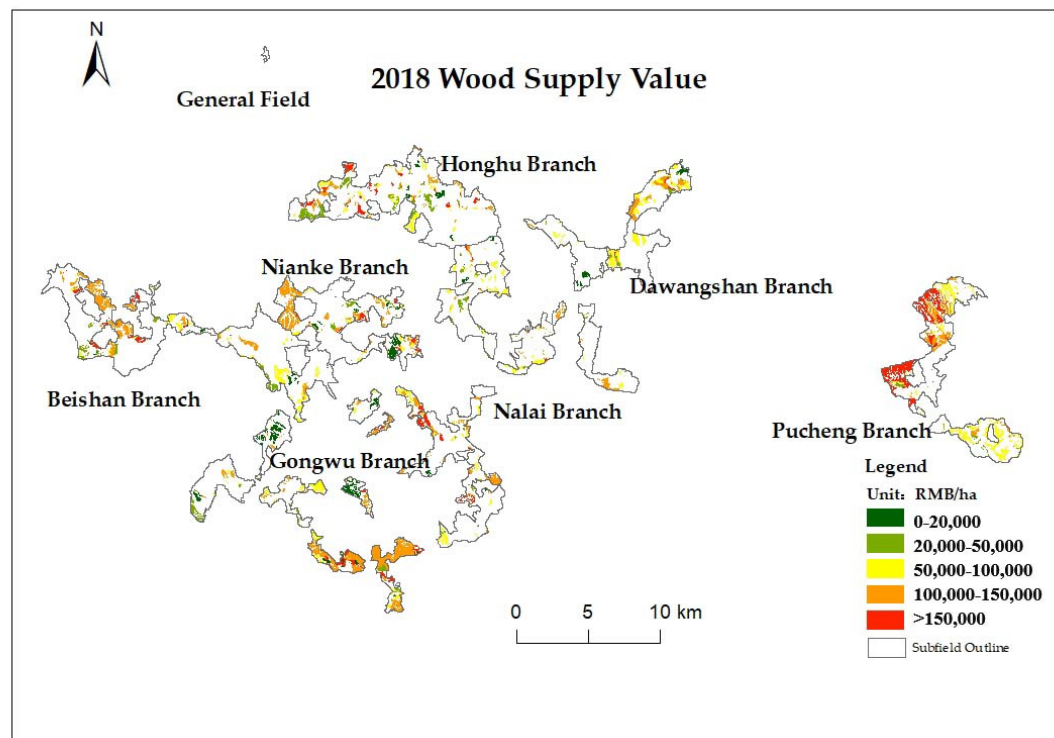 N
2018 Wood Supply Value
General Field
Honghu Branch
Nianke Branch
Dawangshan Branch
Beishan Branch
Nalai Branch
Pucheng Branch
Gongwu Branch
Legend
Unit: RMB/ha
0-20,000
20,000-50,000
50,000-100,000
100,000-150,000
>150,000
Subfield Outline
0 5 10 km